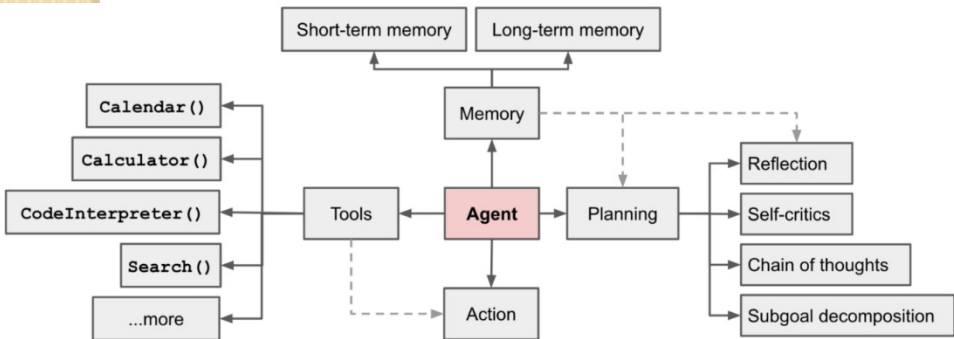 Short-term memory
Long-term memory
Calendar()
Memory
Calculator()
Reflection
CodeInterpreter()
Tools
Agent
Planning
Self-critics
Search()
Chain of thoughts
...more
Action
Subgoal decomposition